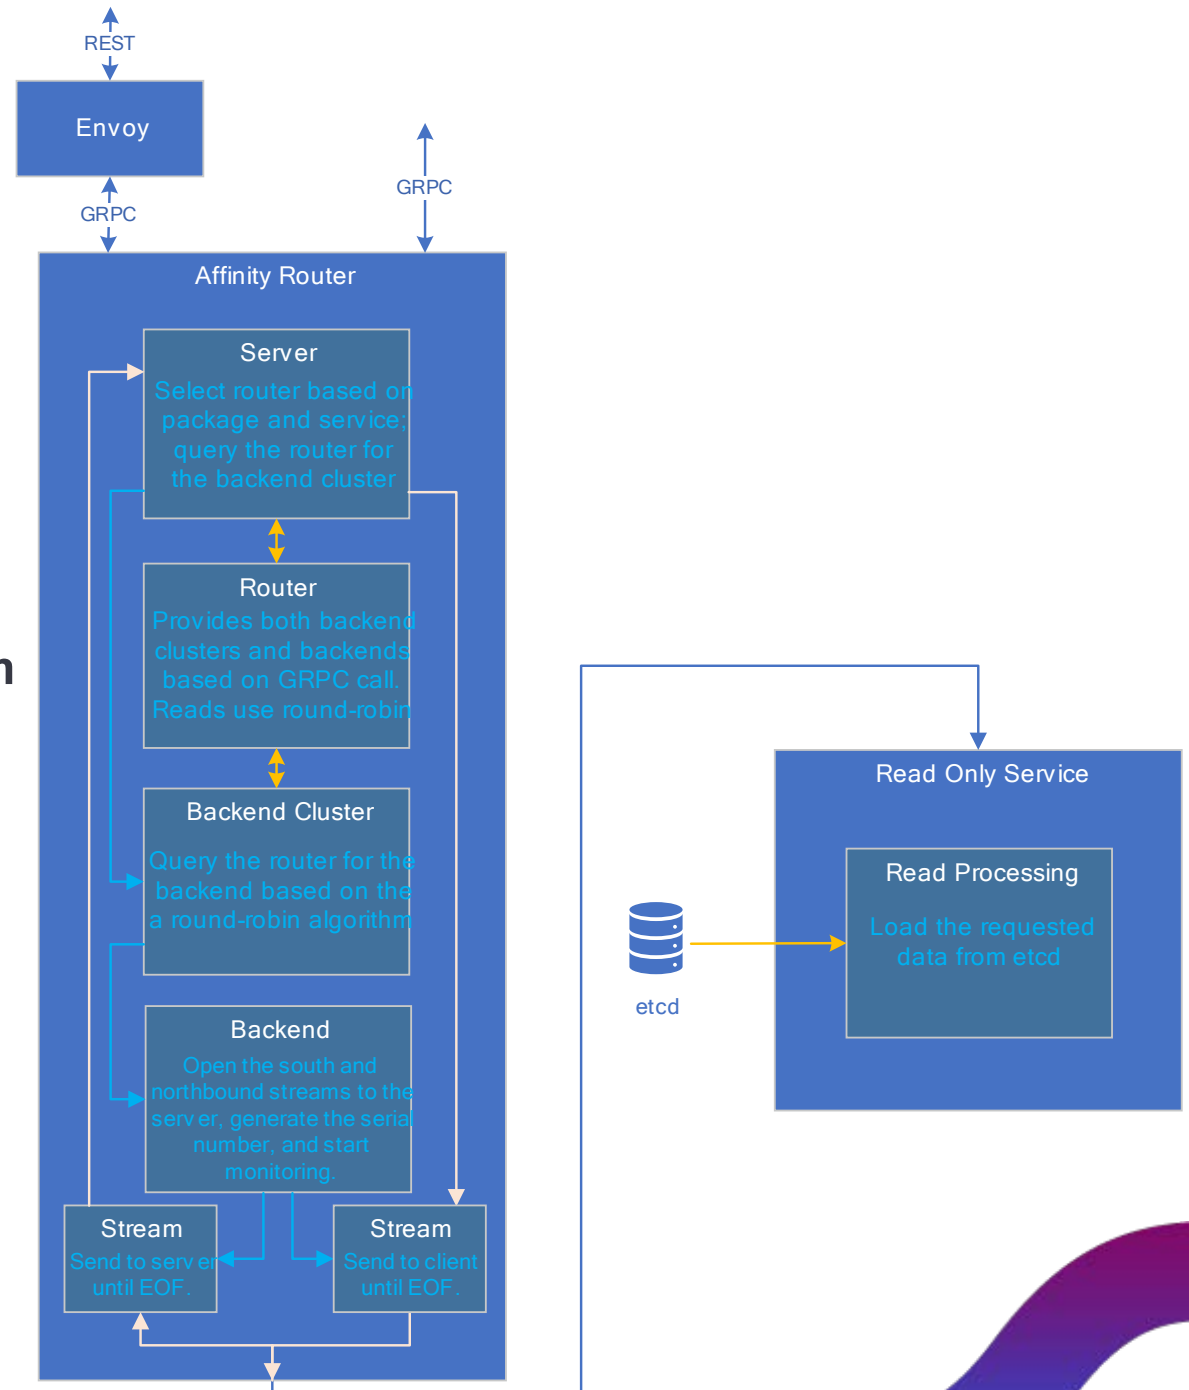 REST
Envoy
GRPC
GRPC
Affinity Router
Server
Select router based on
package and service;
query the router for
the backend cluster
Router
Provides both backend
clusters and backends
based on GRPC call.
Reads use round-robin
Backend Cluster
Query the router for the
backend based on the
a round-robin algorithm
Backend
Open the south and
northbound streams to the
server, generate the serial
number, and start
monitoring.
Stream
Send to server
until EOF.
Stream
Send to client
until EOF.
etcd
Read Only Service
Read Processing
Load the requested
data from etcd